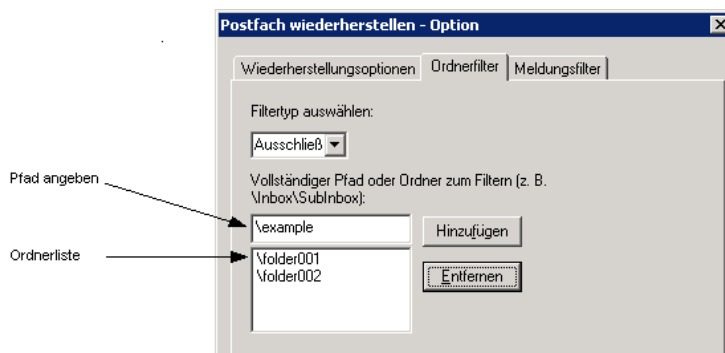 Postfach wiederherstellen - Option
Wiederherstellungsoptionen Ordnerfilter Meldungsfilter
Filtertyp auswählen:
Ausschließ
Pfad angeben
Vollständiger Pfad oder Ordner zum Filtern (z. B.
\Inbox\SubInbox):
\example
Hinzufügen
Ordnerliste
\folder001
\folder002
Entfernen